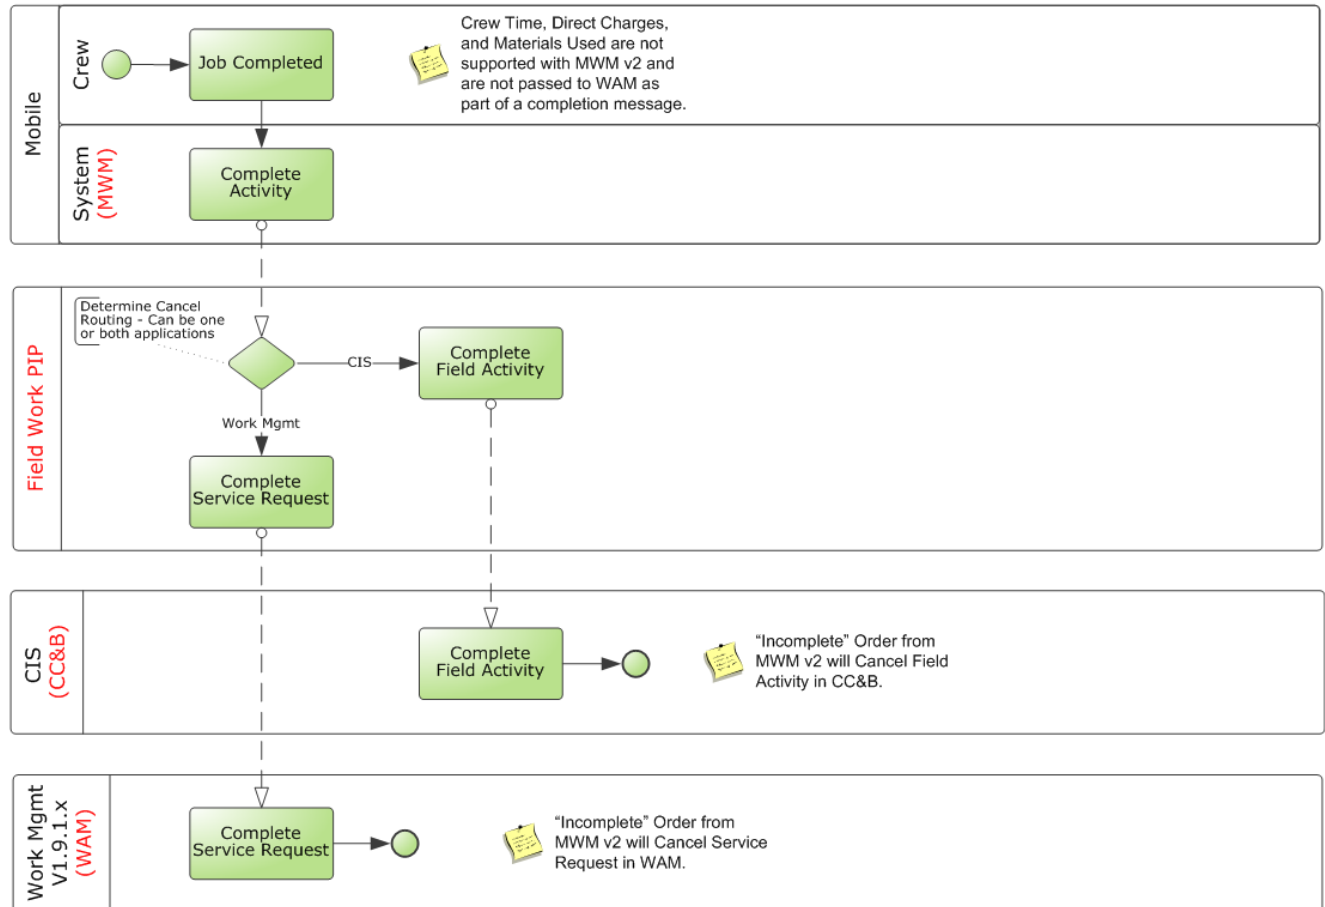 Mobile
Crew
Job Completed
Crew Time, Direct Charges,
and Materials Used are not
supported with MWM v2 and
are not passed to WAM as
part of a completion message.
System
(MWM)
Complete
Activity
Field Work PIP
Determine Cancel
Routing - Can be one
or both applications
CIS
Complete
Field Activity
Work Mgmt
Complete
Service Request
CIS
(CC&B)
Complete
Field Activity
“Incomplete” Order from
MWM v2 will Cancel Field
Activity in CC&B.
Work Mgmt
V1.9.1.x
(WAM)
Complete
Service Request
“Incomplete” Order from
MWM v2 will Cancel Service
Request in WAM.